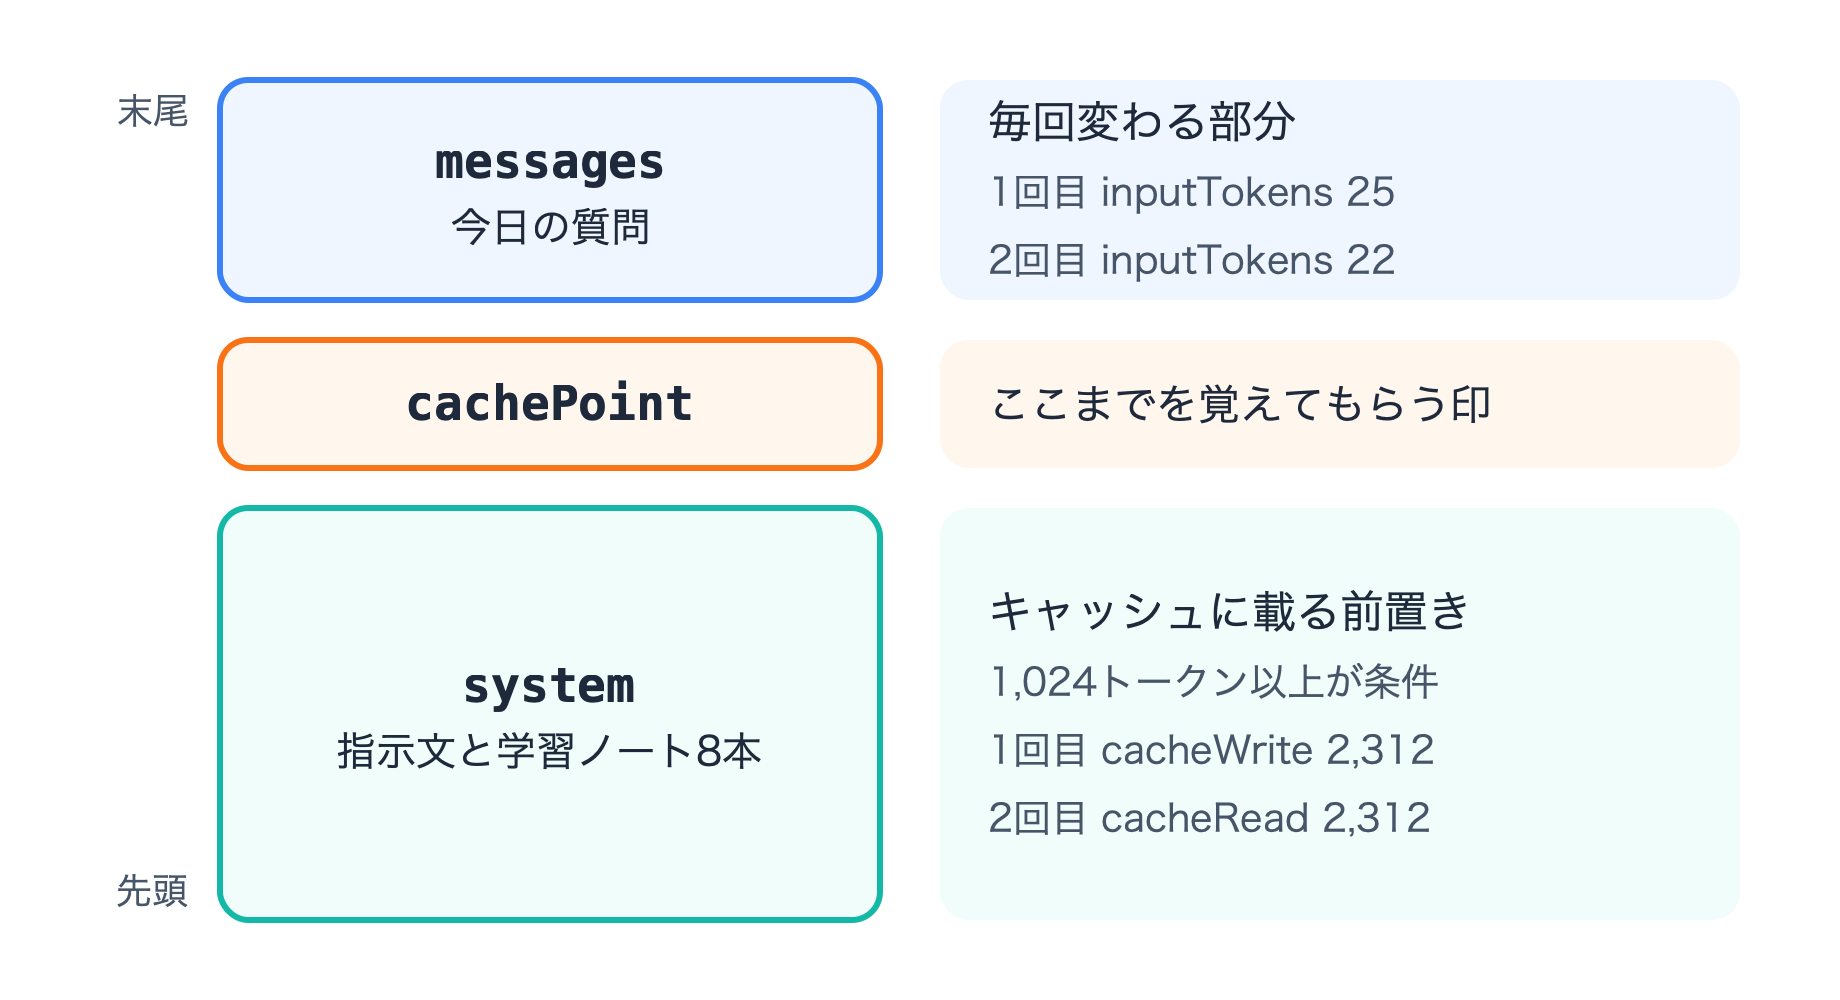 末尾
messages
今日の質問
毎回変わる部分
1回目 inputTokens 25
2回目 inputTokens 22
cachePoint
ここまでを覚えてもらう印
system
指示文と学習ノート8本
キャッシュに載る前置き
1,024トークン以上が条件
1回目 cacheWrite 2,312
2回目 cacheRead 2,312
先頭